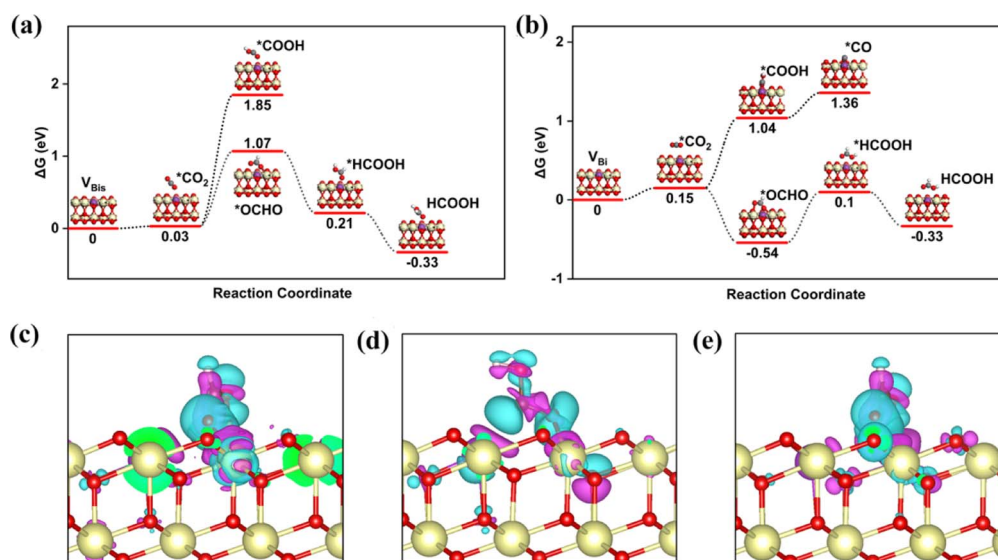 (a)
ΔG (eV)
2
1
0
V_Bis
0
*CO₂
0.03
*COOH
1.85
1.07
*OCHO
*HCOOH
0.21
HCOOH
-0.33
Reaction Coordinate
(b)
ΔG (eV)
2
1
0
-1
V_Bi
0
*CO₂
0.15
*COOH
1.04
*CO
1.36
*OCHO
-0.54
*HCOOH
0.1
HCOOH
-0.33
Reaction Coordinate
(c)
(d)
(e)